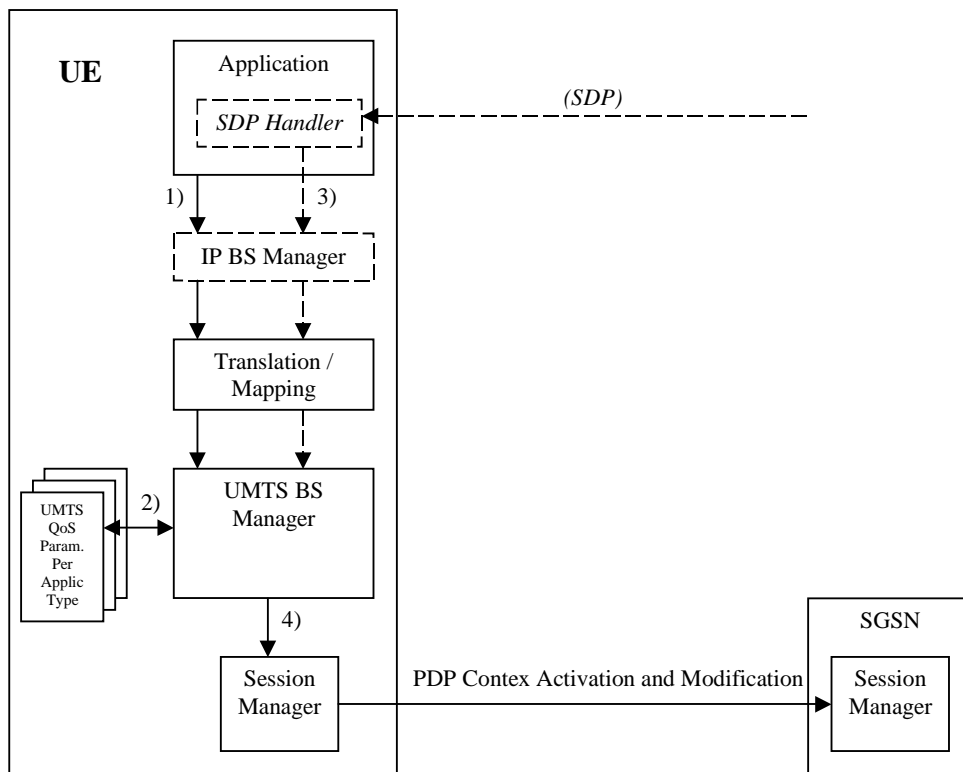 UE
Application
(SDP)
SDP Handler
1)
3)
IP BS Manager
Translation /
Mapping
UMTS BS
Manager
2)
UMTS
QoS
Param.
Per
Applic
Type
4)
SGSN
Session
Manager
PDP Contex Activation and Modification
Session
Manager